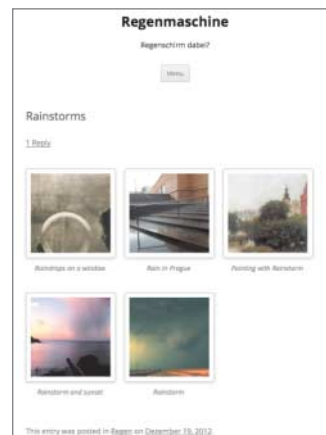 Regenmaschine
Regenschirm dabei?
Menu
Rainstorms
1 Reply
Raindrops on a window
Rain in Prague
Painting with Rainstorm
Rainstorm and sunset
Rainstorm
This entry was posted in Regen on Dezember 19, 2012.